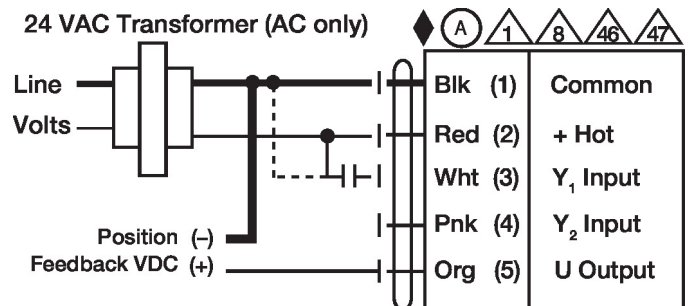 24 VAC Transformer (AC only)
A 1 8 46 47
Line
Volts
Blk (1) Common
Red (2) + Hot
Wht (3) Y₁ Input
Pnk (4) Y₂ Input
Org (5) U Output
Position (–)
Feedback VDC (+)